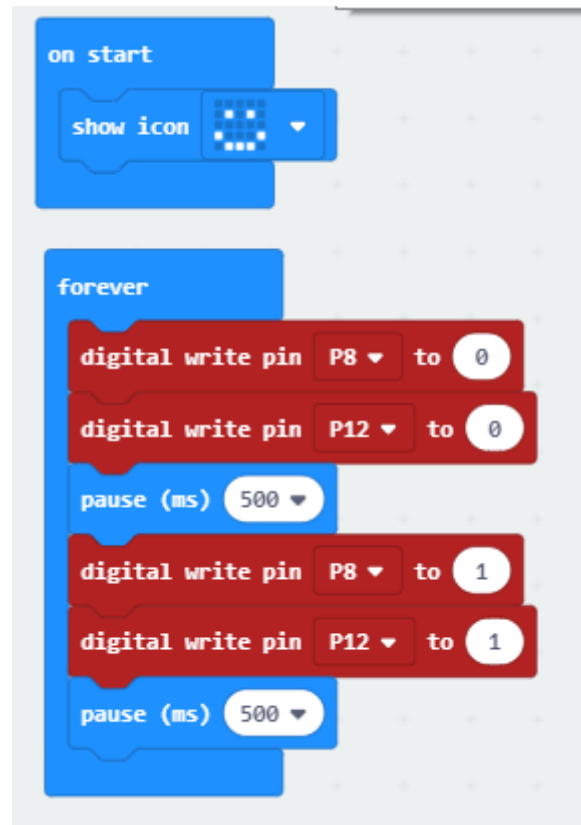 on start
show icon
forever
digital write pin P8 to 0
digital write pin P12 to 0
pause (ms) 500
digital write pin P8 to 1
digital write pin P12 to 1
pause (ms) 500